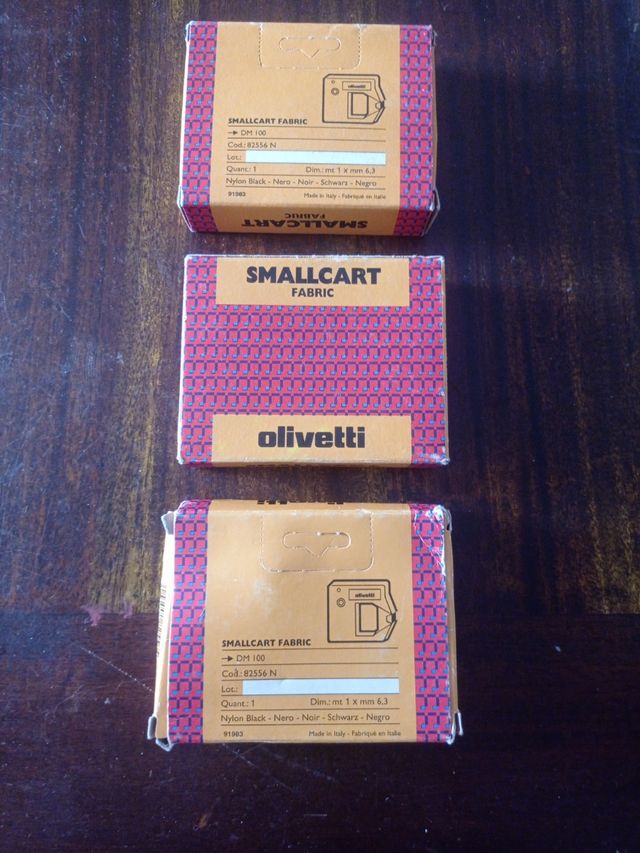 olivetti
SMALLCART FABRIC
DM 100
Cod.: 82556 N
Lot.:
Quant.: 1 Dim.: mt 1 x mm 6,3
Nylon Black - Nero - Noir - Schwarz - Negro
91983 Made in Italy - Fabriqué en Italie
SMALLCART
FABRIC
SMALLCART
FABRIC
olivetti
olivetti
SMALLCART FABRIC
DM 100
Cod.: 82556 N
Lot.:
Quant.: 1 Dim.: mt 1 x mm 6,3
Nylon Black - Nero - Noir - Schwarz - Negro
91983 Made in Italy - Fabriqué en Italie